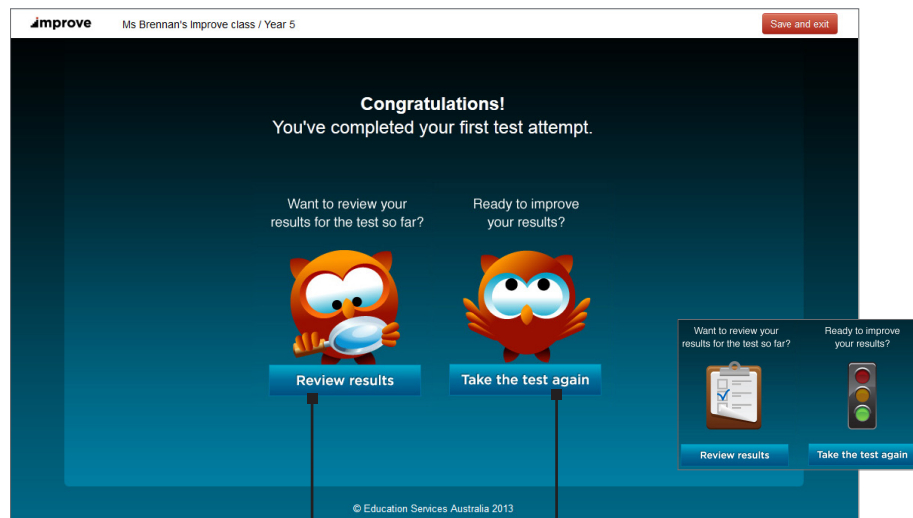 improve
Ms Brennan's Improve class / Year 5
Save and exit
Congratulations!
You've completed your first test attempt.
Want to review your
results for the test so far?
Ready to improve
your results?
Review results
Take the test again
Want to review your
results for the test so far?
Ready to improve
your results?
Review results
Take the test again
© Education Services Australia 2013